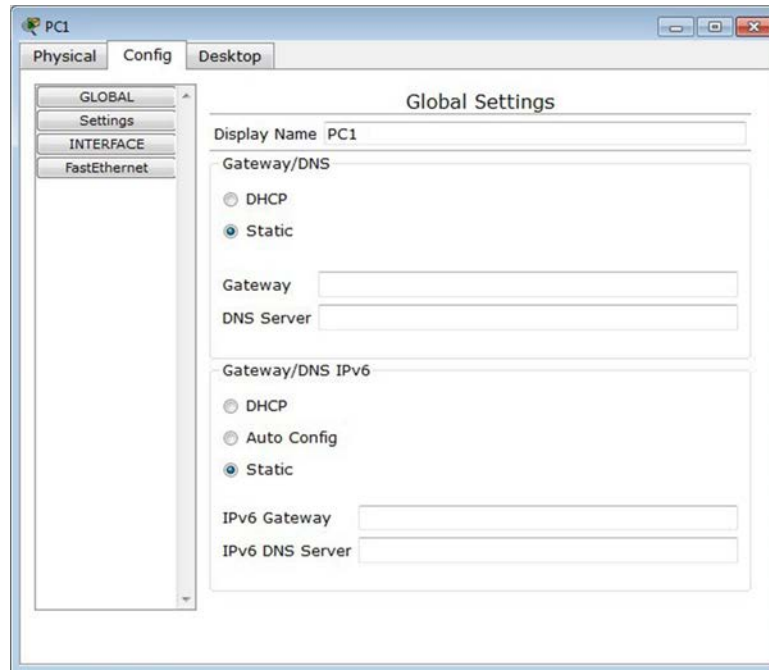 PC1
Physical Config Desktop
GLOBAL
Settings
INTERFACE
FastEthernet
Global Settings
Display Name PC1
Gateway/DNS
DHCP
Static
Gateway
DNS Server
Gateway/DNS IPv6
DHCP
Auto Config
Static
IPv6 Gateway
IPv6 DNS Server